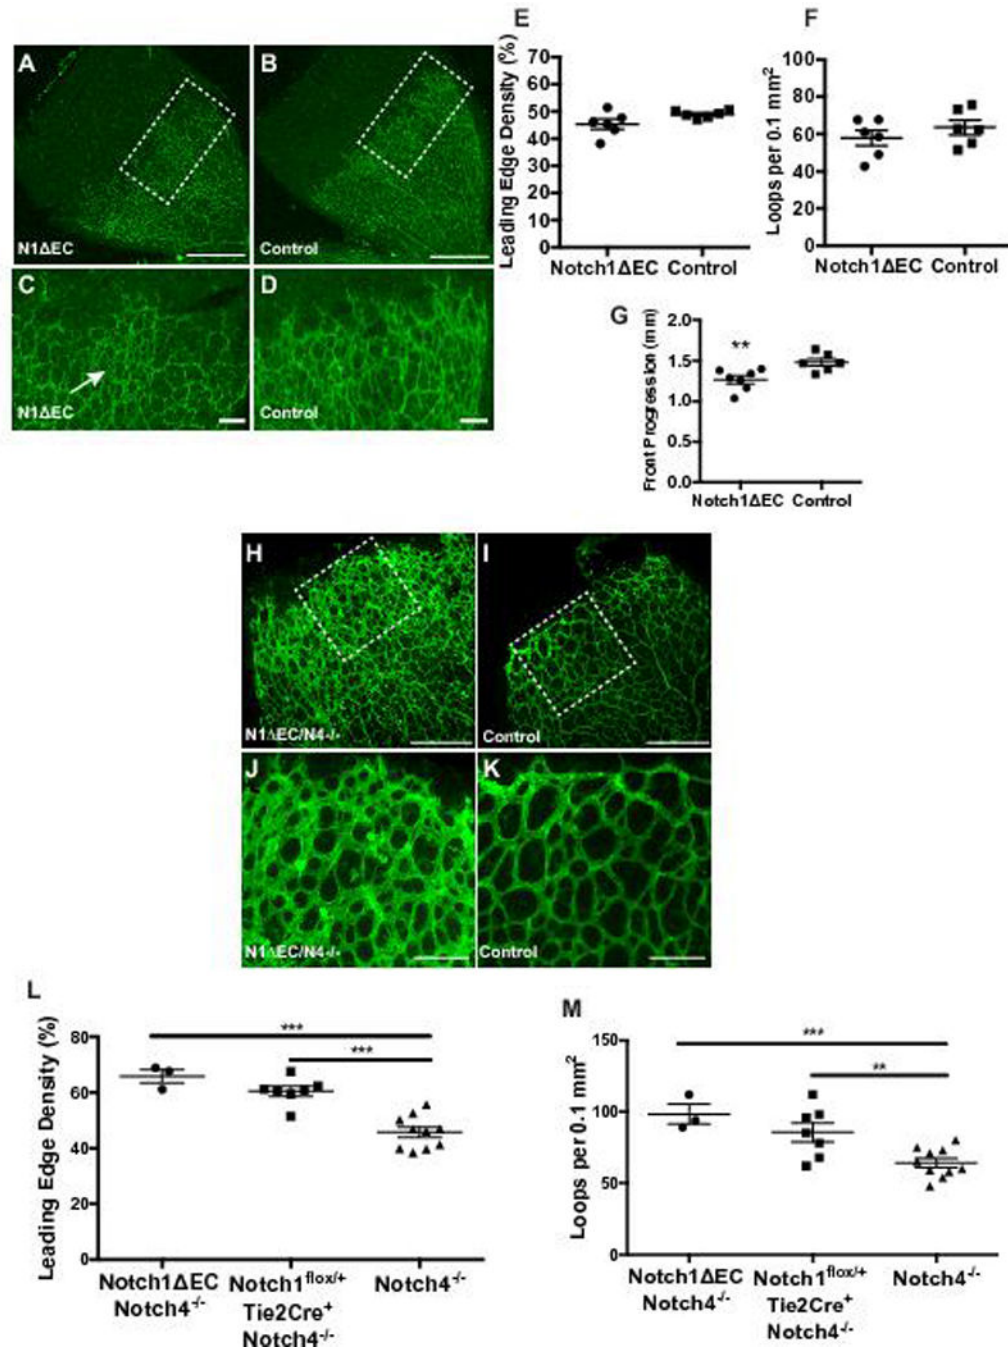 E
F
A
B
N1ΔEC
Control
C
D
N1ΔEC
Control
Leading Edge Density (%)
70
60
50
40
30
20
10
0
Notch1ΔEC Control
Loops per 0.1 mm²
100
80
60
40
20
0
Notch1ΔEC Control
G
Front Progression (mm)
2.0
1.5
1.0
0.5
0.0
**
Notch1ΔEC Control
H
I
N1ΔEC/N4-/-
Control
J
K
N1ΔEC/N4-/-
Control
L
Leading Edge Density (%)
80
60
40
20
0
***
***
Notch1ΔEC
Notch4-/-
Notch1flox/+
Tie2Cre+
Notch4-/-
Notch4-/-
M
Loops per 0.1 mm²
150
100
50
0
***
**
Notch1ΔEC
Notch4-/-
Notch1flox/+
Tie2Cre+
Notch4-/-
Notch4-/-